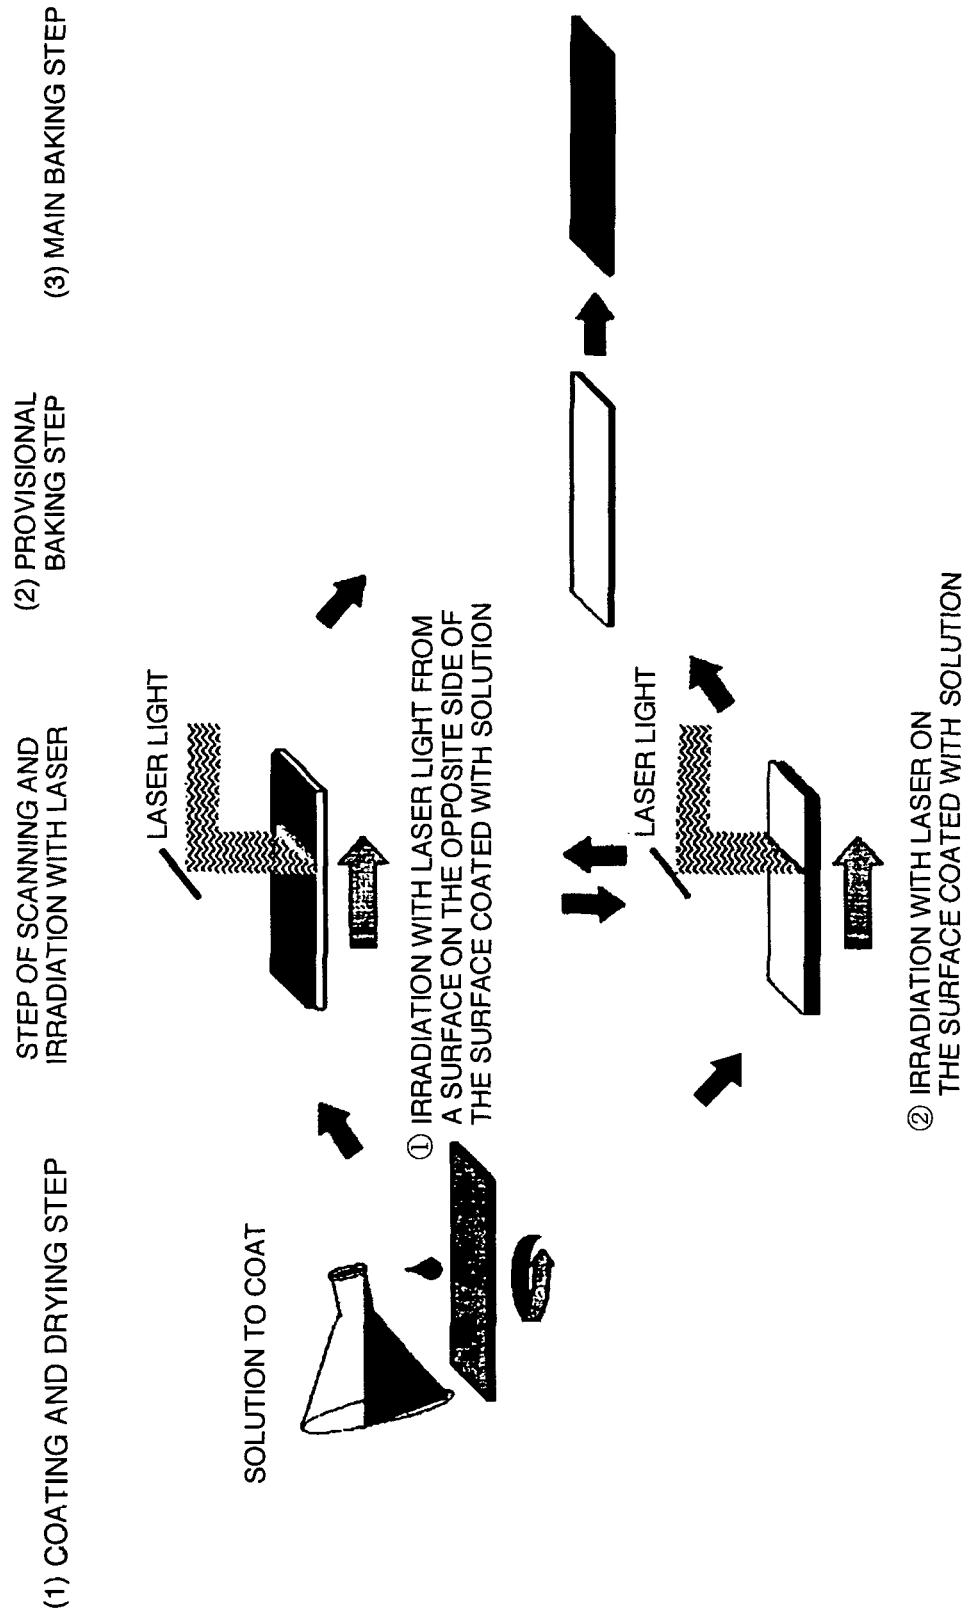 (1) COATING AND DRYING STEP
STEP OF SCANNING AND
IRRADIATION WITH LASER
(2) PROVISIONAL
BAKING STEP
(3) MAIN BAKING STEP
SOLUTION TO COAT
LASER LIGHT
① IRRADIATION WITH LASER LIGHT FROM
A SURFACE ON THE OPPOSITE SIDE OF
THE SURFACE COATED WITH SOLUTION
LASER LIGHT
② IRRADIATION WITH LASER ON
THE SURFACE COATED WITH SOLUTION